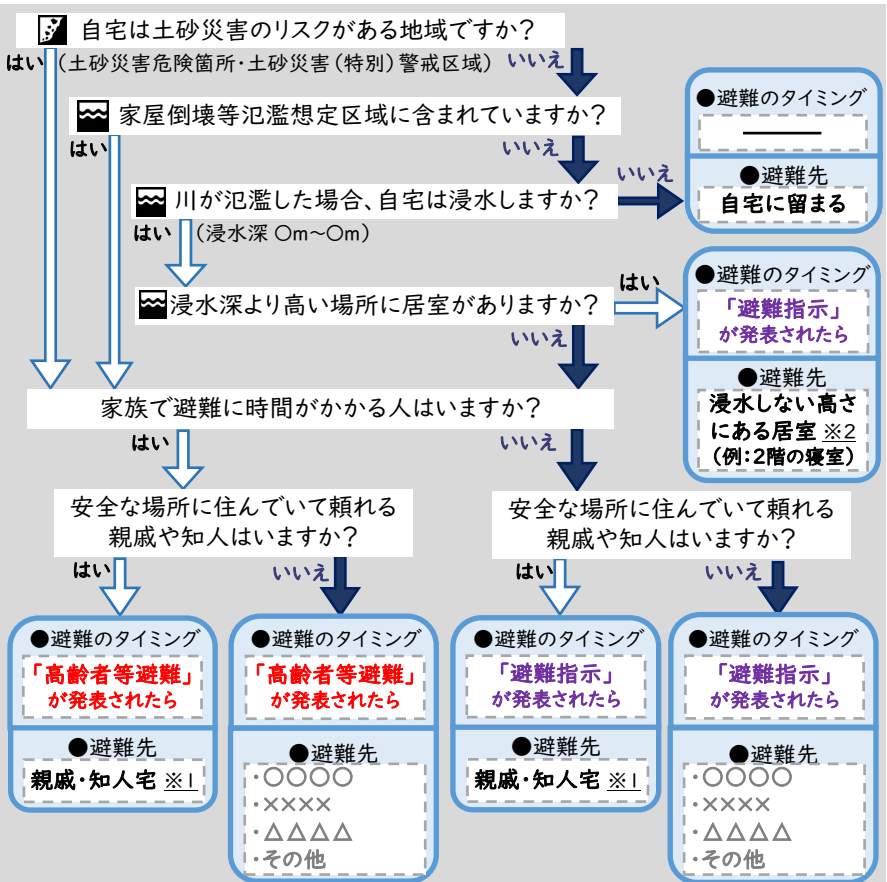 自宅は土砂災害のリスクがある地域ですか?
はい (土砂災害危険箇所・土砂災害(特別)警戒区域) いいえ
家屋倒壊等氾濫想定区域に含まれていますか?
はい いいえ
川が氾濫した場合、自宅は浸水しますか?
いいえ
はい (浸水深 〇m~〇m)
●避難のタイミング
●避難先
自宅に留まる
浸水深より高い場所に居室がありますか?
はい
いいえ
●避難のタイミング
「避難指示」
が発表されたら
●避難先
浸水しない高さ
にある居室 ※2
(例:2階の寝室)
家族で避難に時間がかかる人はいますか?
はい いいえ
安全な場所に住んでいて頼れる
親戚や知人はいますか?
はい いいえ
安全な場所に住んでいて頼れる
親戚や知人はいますか?
はい いいえ
●避難のタイミング
「高齢者等避難」
が発表されたら
●避難先
親戚・知人宅 ※1
●避難のタイミング
「高齢者等避難」
が発表されたら
●避難先
・〇〇〇〇
・××××
・△△△△
・その他
●避難のタイミング
「避難指示」
が発表されたら
●避難先
親戚・知人宅 ※1
●避難のタイミング
「避難指示」
が発表されたら
●避難先
・〇〇〇〇
・××××
・△△△△
・その他